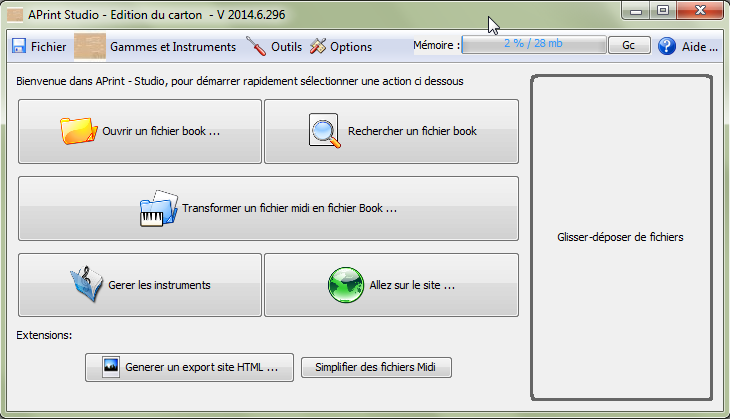 APrint Studio - Edition du carton - V 2014.6.296
Fichier Gammes et Instruments Outils Options Mémoire : 2 % / 28 mb Gc Aide ...
Bienvenue dans APrint - Studio, pour démarrer rapidement sélectionner une action ci dessous
Ouvrir un fichier book ... Rechercher un fichier book
Transformer un fichier midi en fichier Book ...
Glisser-déposer de fichiers
Gerer les instruments Allez sur le site ...
Extensions:
Generer un export site HTML ... Simplifier des fichiers Midi